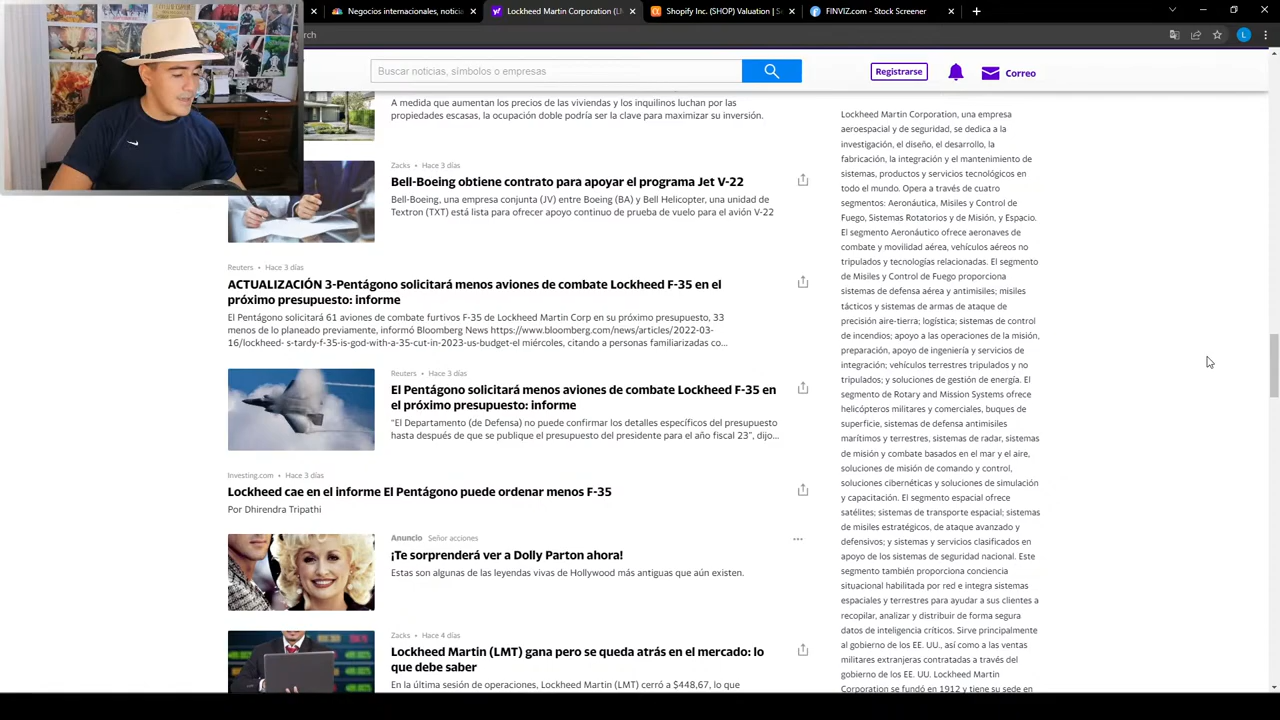 Negocios internacionales, noticia
Lockheed Martin Corporation (LM
Shopify Inc. (SHOP) Valuation | S
FINVIZ.com - Stock Screener
rch
L
Buscar noticias, símbolos o empresas
Registrarse
Correo
A medida que aumentan los precios de las viviendas y los inquilinos luchan por las
propiedades escasas, la ocupación doble podría ser la clave para maximizar su inversión.
Zacks • Hace 3 días
Bell-Boeing obtiene contrato para apoyar el programa Jet V-22
Bell-Boeing, una empresa conjunta (JV) entre Boeing (BA) y Bell Helicopter, una unidad de
Textron (TXT) está lista para ofrecer apoyo continuo de prueba de vuelo para el avión V-22
Reuters • Hace 3 días
ACTUALIZACIÓN 3-Pentágono solicitará menos aviones de combate Lockheed F-35 en el
próximo presupuesto: informe
El Pentágono solicitará 61 aviones de combate furtivos F-35 de Lockheed Martin Corp en su próximo presupuesto, 33
menos de lo planeado previamente, informó Bloomberg News https://www.bloomberg.com/news/articles/2022-03-
16/lockheed- s-tardy-f-35-is-god-with-a-35-cut-in-2023-us-budget-el miércoles, citando a personas familiarizadas co...
Reuters • Hace 3 días
El Pentágono solicitará menos aviones de combate Lockheed F-35 en
el próximo presupuesto: informe
"El Departamento (de Defensa) no puede confirmar los detalles específicos del presupuesto
hasta después de que se publique el presupuesto del presidente para el año fiscal 23", dijo...
Investing.com • Hace 3 días
Lockheed cae en el informe El Pentágono puede ordenar menos F-35
Por Dhirendra Tripathi
Anuncio Señor acciones
¡Te sorprenderá ver a Dolly Parton ahora!
Estas son algunas de las leyendas vivas de Hollywood más antiguas que aún existen.
Zacks • Hace 4 días
Lockheed Martin (LMT) gana pero se queda atrás en el mercado: lo
que debe saber
En la última sesión de operaciones, Lockheed Martin (LMT) cerró a $448,67, lo que
Lockheed Martin Corporation, una empresa
aeroespacial y de seguridad, se dedica a la
investigación, el diseño, el desarrollo, la
fabricación, la integración y el mantenimiento de
sistemas, productos y servicios tecnológicos en
todo el mundo. Opera a través de cuatro
segmentos: Aeronáutica, Misiles y Control de
Fuego, Sistemas Rotatorios y de Misión, y Espacio.
El segmento Aeronáutico ofrece aeronaves de
combate y movilidad aérea, vehículos aéreos no
tripulados y tecnologías relacionadas. El segmento
de Misiles y Control de Fuego proporciona
sistemas de defensa aérea y antimisiles; misiles
tácticos y sistemas de armas de ataque de
precisión aire-tierra; logística; sistemas de control
de incendios; apoyo a las operaciones de la misión,
preparación, apoyo de ingeniería y servicios de
integración; vehículos terrestres tripulados y no
tripulados; y soluciones de gestión de energía. El
segmento de Rotary and Mission Systems ofrece
helicópteros militares y comerciales, buques de
superficie, sistemas de defensa antimisiles
marítimos y terrestres, sistemas de radar, sistemas
de misión y combate basados en el mar y el aire,
soluciones de misión de comando y control,
soluciones cibernéticas y soluciones de simulación
y capacitación. El segmento espacial ofrece
satélites; sistemas de transporte espacial; sistemas
de misiles estratégicos, de ataque avanzado y
defensivos; y sistemas y servicios clasificados en
apoyo de los sistemas de seguridad nacional. Este
segmento también proporciona conciencia
situacional habilitada por red e integra sistemas
espaciales y terrestres para ayudar a sus clientes a
recopilar, analizar y distribuir de forma segura
datos de inteligencia críticos. Sirve principalmente
al gobierno de los EE. UU., así como a las ventas
militares extranjeras contratadas a través del
gobierno de los EE. UU. Lockheed Martin
Corporation se fundó en 1912 y tiene su sede en